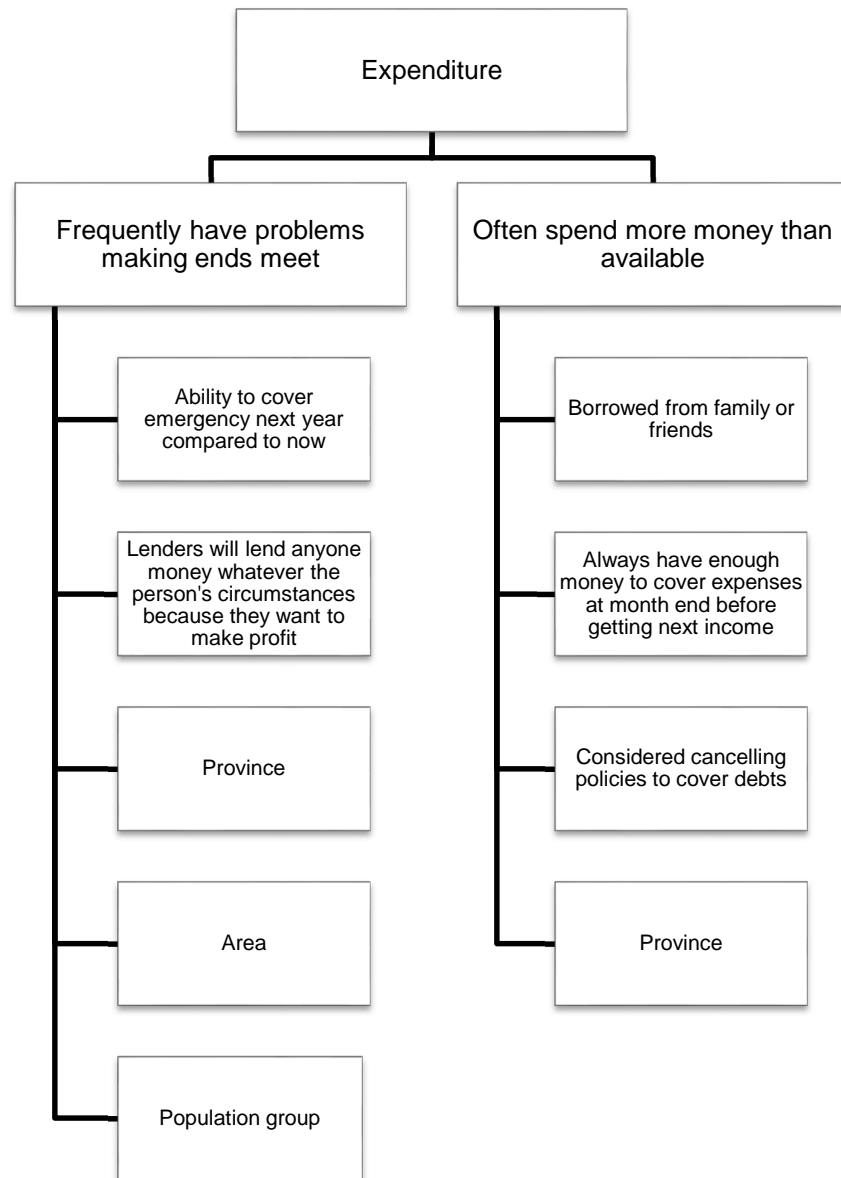 Expenditure
Frequently have problems
making ends meet
Ability to cover
emergency next year
compared to now
Lenders will lend anyone
money whatever the
person's circumstances
because they want to
make profit
Province
Area
Population group
Often spend more money than
available
Borrowed from family or
friends
Always have enough
money to cover expenses
at month end before
getting next income
Considered cancelling
policies to cover debts
Province